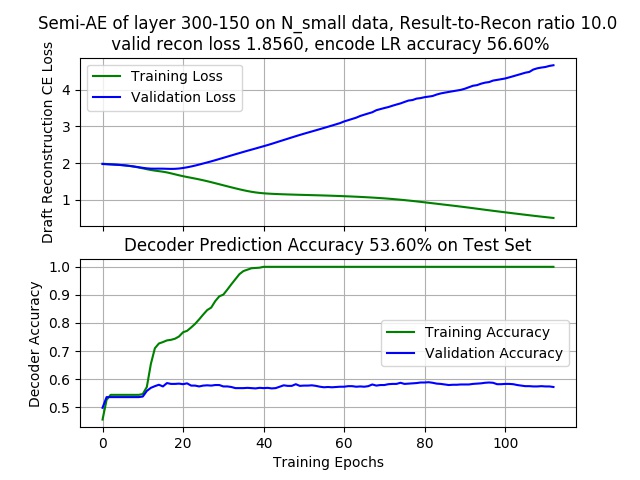 Semi-AE of layer 300-150 on N_small data, Result-to-Recon ratio 10.0
valid recon loss 1.8560, encode LR accuracy 56.60%
Draft Reconstruction CE Loss
4
3
2
1
Training Loss
Validation Loss
Decoder Prediction Accuracy 53.60% on Test Set
Decoder Accuracy
1.0
0.9
0.8
0.7
0.6
0.5
Training Accuracy
Validation Accuracy
0 20 40 60 80 100
Training Epochs